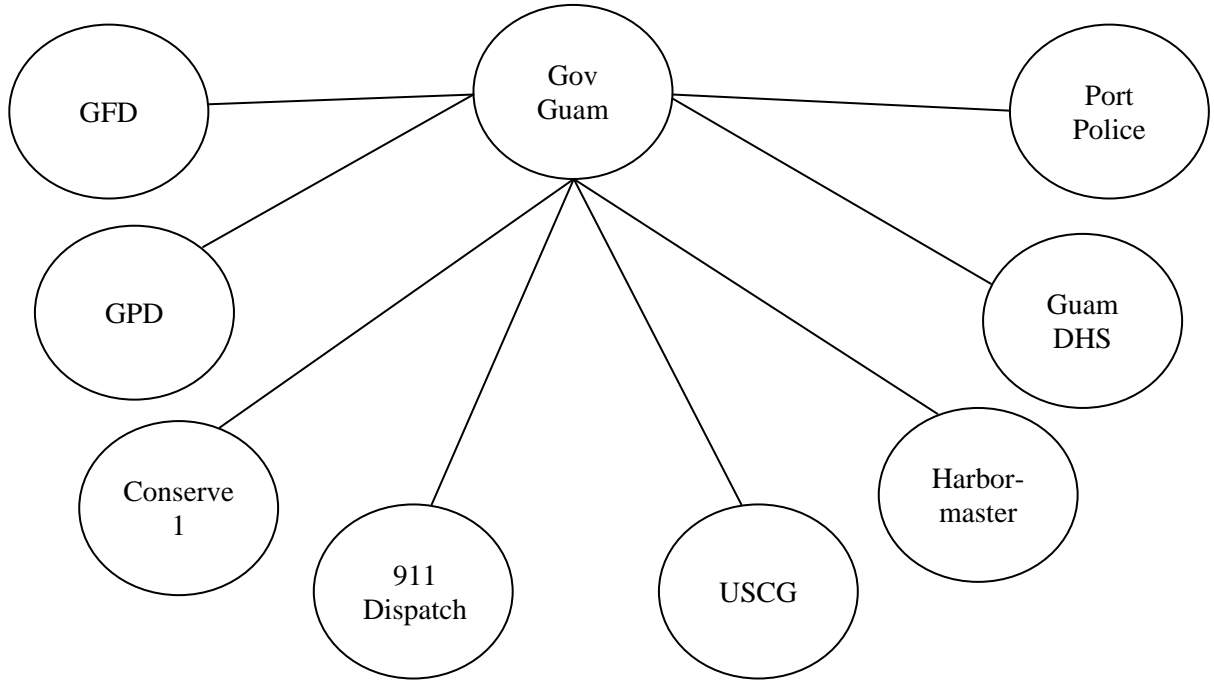 Gov
Guam
GFD
Port
Police
GPD
Guam
DHS
Conserve
1
Harbor-
master
911
Dispatch
USCG